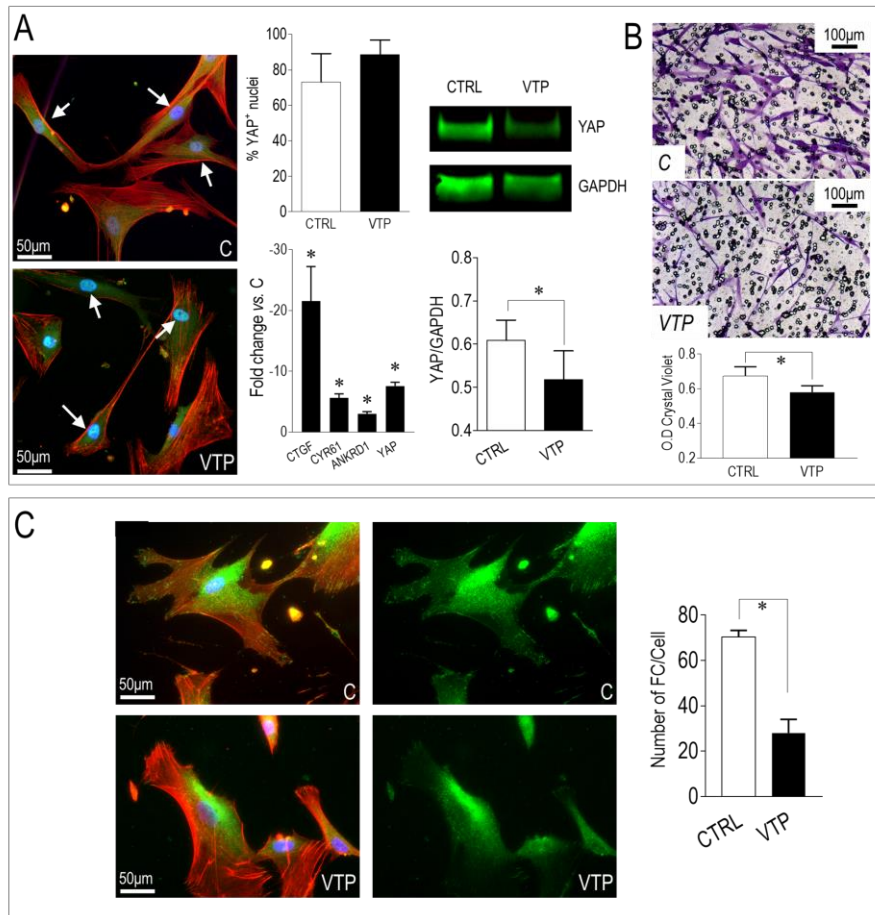 A
50µm
C
50µm
VTP
% YAP⁺ nuclei
100
80
60
40
20
0
CTRL
VTP
CTRL
VTP
YAP
GAPDH
Fold change vs. C
-30
-20
-10
0
*
*
*
*
CTGF
CYR61
ANKRD1
YAP
YAP/GAPDH
0.7
0.6
0.5
0.4
*
CTRL
VTP
B
100µm
C
100µm
VTP
O.D Crystal Violet
0.8
0.6
0.4
0.2
*
CTRL
VTP
C
50µm
C
C
50µm
VTP
VTP
Number of FC/Cell
80
60
40
20
0
*
CTRL
VTP